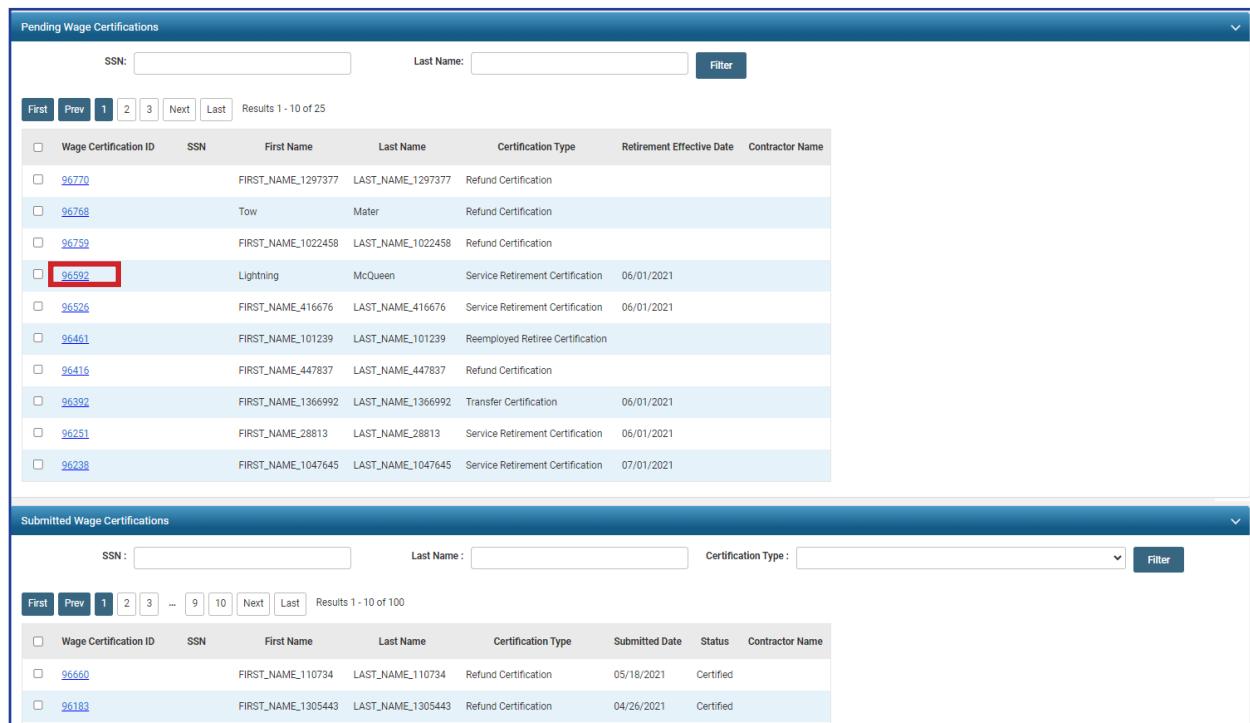 Pending Wage Certifications
SSN: Last Name: Filter
First Prev 1 2 3 Next Last Results 1 - 10 of 25
Wage Certification ID SSN First Name Last Name Certification Type Retirement Effective Date Contractor Name
96770 FIRST_NAME_1297377 LAST_NAME_1297377 Refund Certification
96768 Tow Mater Refund Certification
96759 FIRST_NAME_1022458 LAST_NAME_1022458 Refund Certification
96592 Lightning McQueen Service Retirement Certification 06/01/2021
96526 FIRST_NAME_416676 LAST_NAME_416676 Service Retirement Certification 06/01/2021
96461 FIRST_NAME_101239 LAST_NAME_101239 Reemployed Retiree Certification
96416 FIRST_NAME_447837 LAST_NAME_447837 Refund Certification
96392 FIRST_NAME_1366992 LAST_NAME_1366992 Transfer Certification 06/01/2021
96251 FIRST_NAME_28813 LAST_NAME_28813 Service Retirement Certification 06/01/2021
96238 FIRST_NAME_1047645 LAST_NAME_1047645 Service Retirement Certification 07/01/2021
Submitted Wage Certifications
SSN : Last Name : Certification Type : Filter
First Prev 1 2 3 ... 9 10 Next Last Results 1 - 10 of 100
Wage Certification ID SSN First Name Last Name Certification Type Submitted Date Status Contractor Name
96660 FIRST_NAME_110734 LAST_NAME_110734 Refund Certification 05/18/2021 Certified
96183 FIRST_NAME_1305443 LAST_NAME_1305443 Refund Certification 04/26/2021 Certified